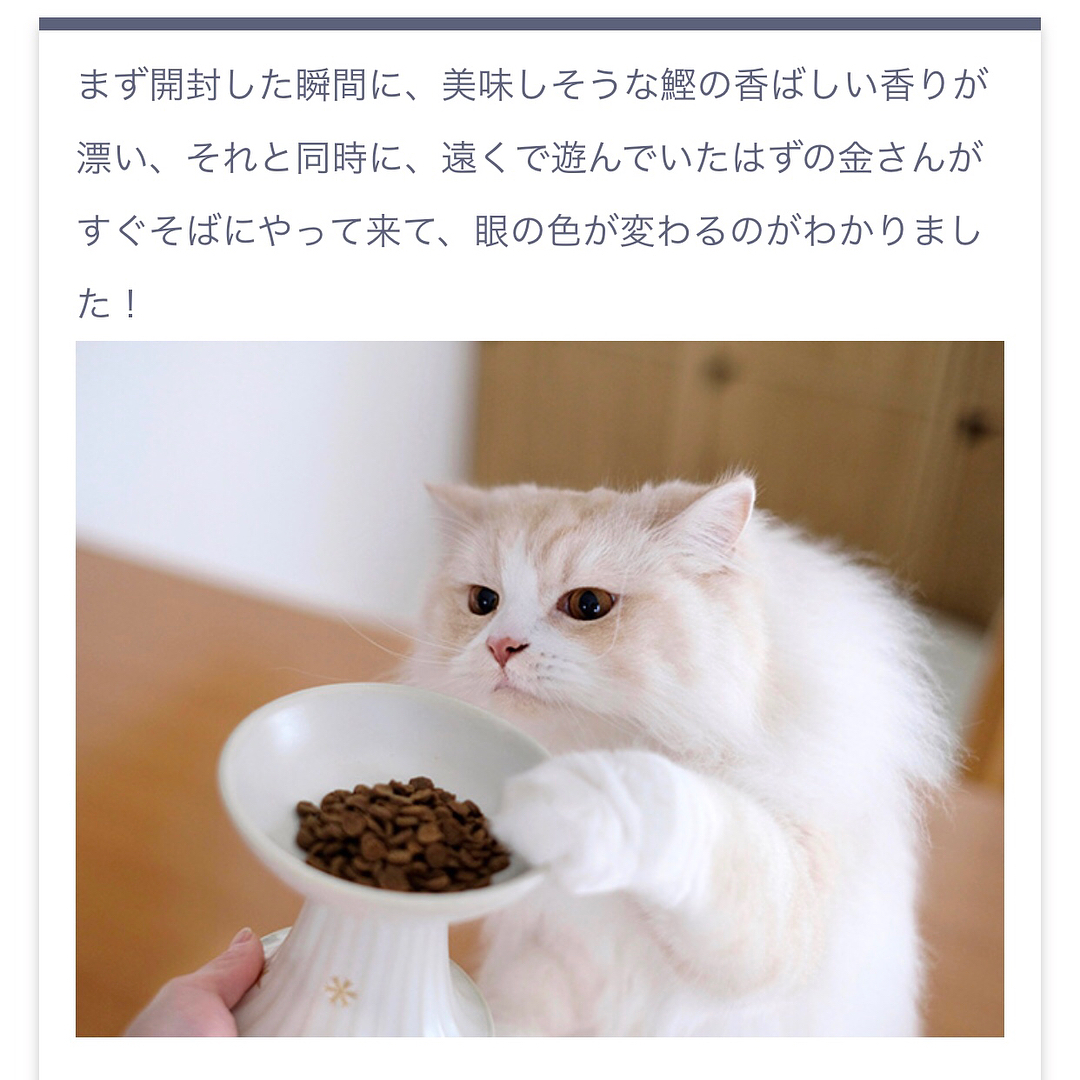 まず開封した瞬間に、美味しそうな鰹の香ばしい香りが
漂い、それと同時に、遠くで遊んでいたはずの金さんが
すぐそばにやって来て、眼の色が変わるのがわかりまし
た！